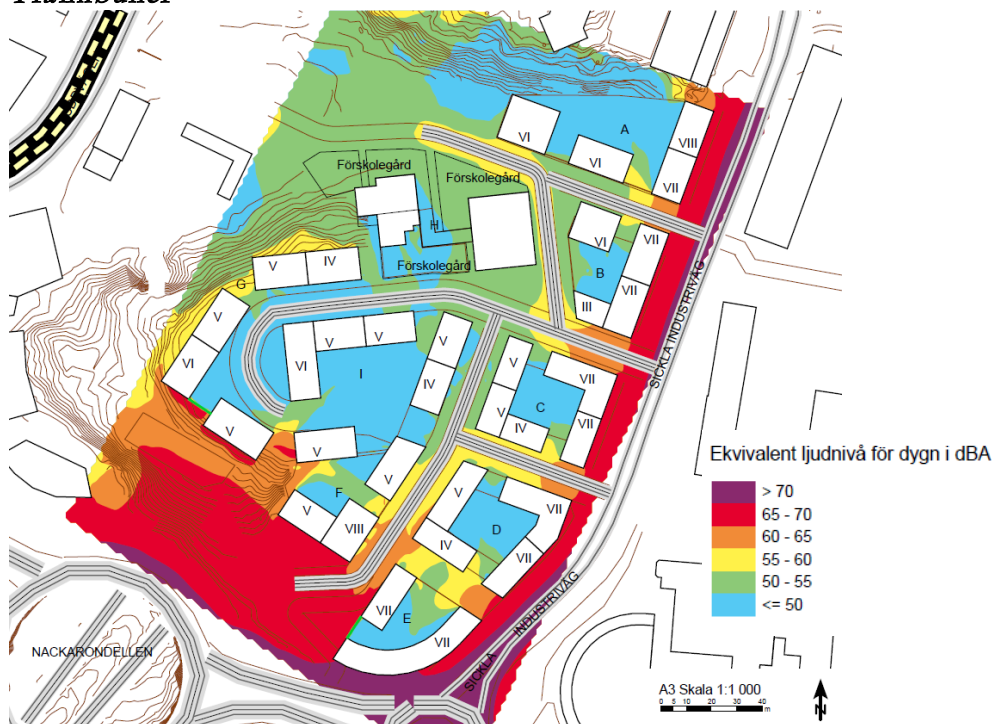 Förskolegård
Förskolegård
Förskolegård
A
VI
VI
VIII
VII
H
VI
VII
B
VII
III
V
IV
G
V
VI
V
V
V
V
IV
VI
I
V
VII
V
C
IV
VII
V
V
V
F
V
VIII
V
VII
D
IV
VII
VII
E
VII
SICKLA INDUSTRIVÄG
SICKLA INDUSTRIVÄG
NACKARONDELLEN
Ekvivalent ljudnivå för dygn i dBA
> 70
65 - 70
60 - 65
55 - 60
50 - 55
<= 50
A3 Skala 1:1 000
0 5 10 20 30 40
m
N